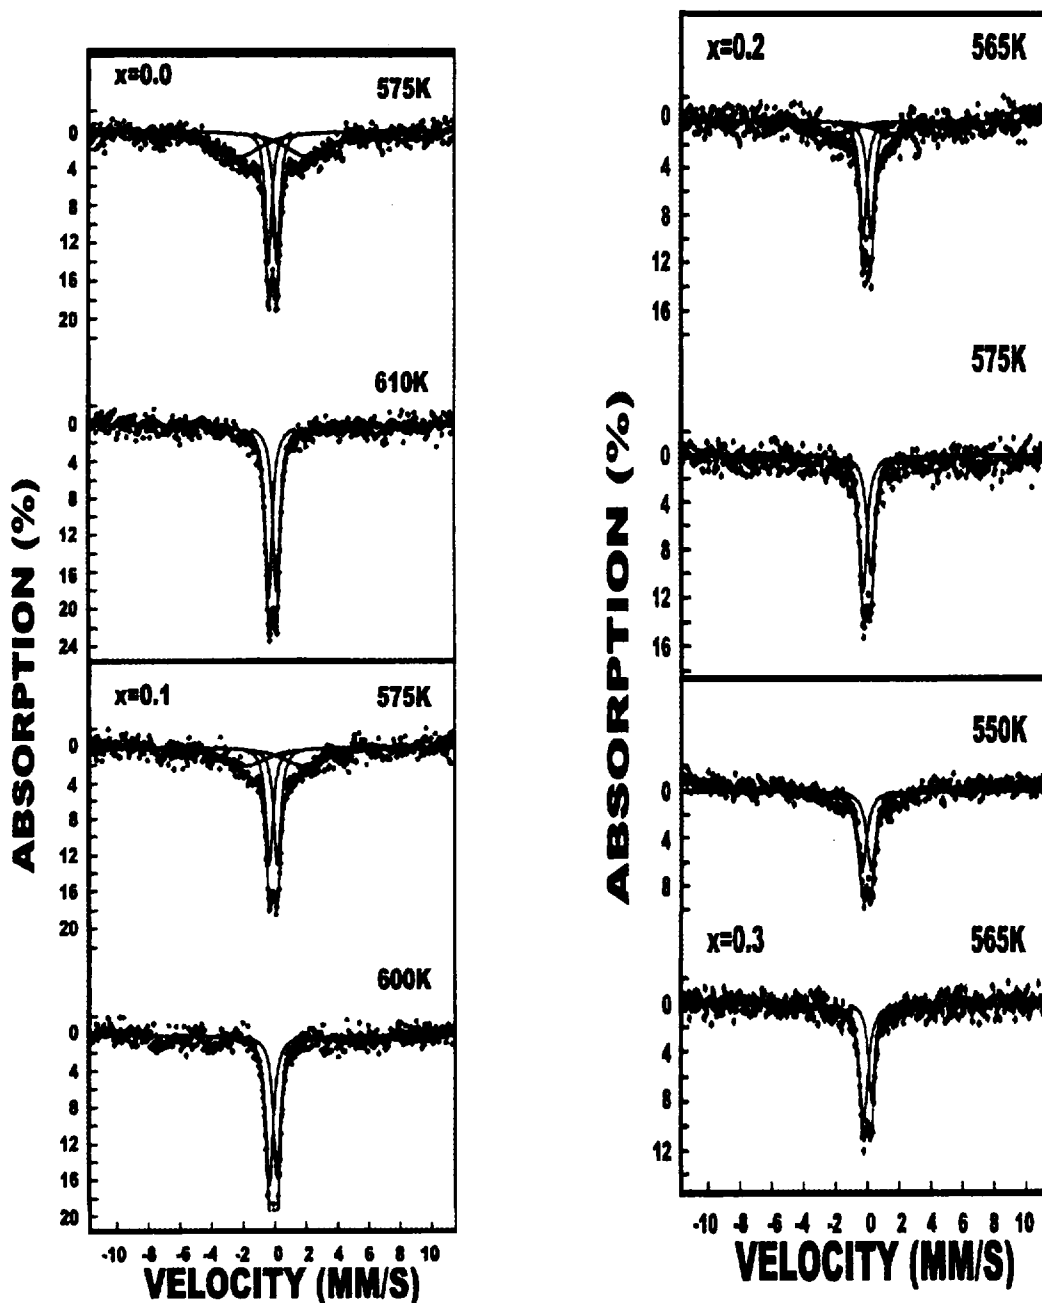 x=0.0
575K
0
4
8
12
16
20
610K
0
4
8
12
16
20
24
x=0.1
575K
0
4
8
12
16
20
600K
0
4
8
12
16
20
-10 -8 -6 -4 -2 0 2 4 6 8 10
VELOCITY (MM/S)
ABSORPTION (%)
x=0.2
565K
0
4
8
12
16
575K
0
4
8
12
16
550K
0
4
8
x=0.3
565K
0
4
8
12
-10 -8 -6 -4 -2 0 2 4 6 8 10
VELOCITY (MM/S)
ABSORPTION (%)